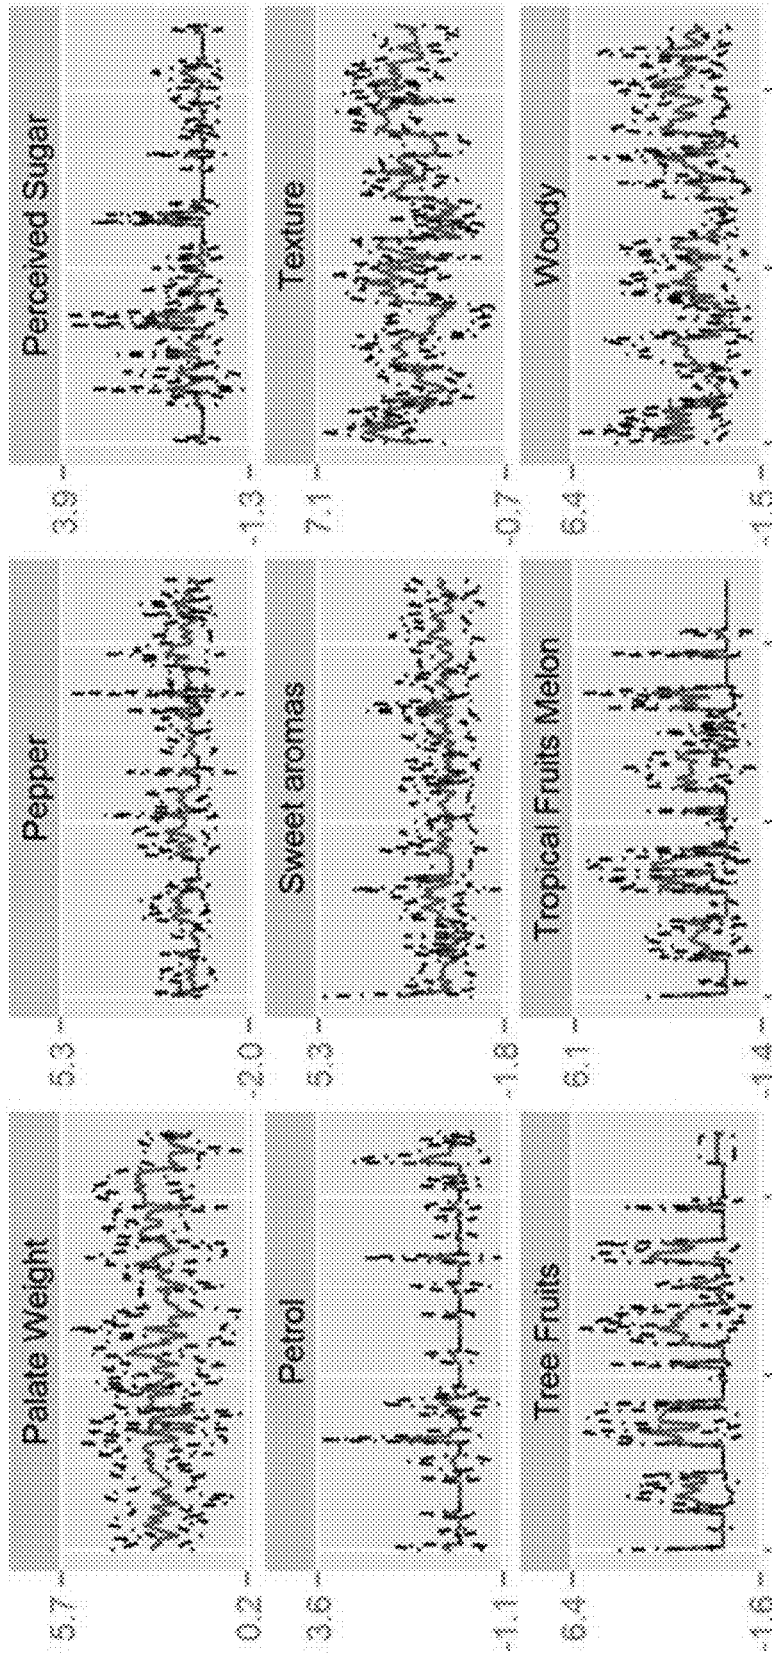 Palate Weight
5.7
-0.2
Pepper
5.3
-2.0
Perceived Sugar
3.9
-1.3
Petrol
3.6
-1.1
Sweet aromas
5.3
-1.8
Texture
7.1
-0.7
Tree Fruits
6.4
-1.6
Tropical Fruits Melon
6.1
-1.4
Woody
6.4
-1.5